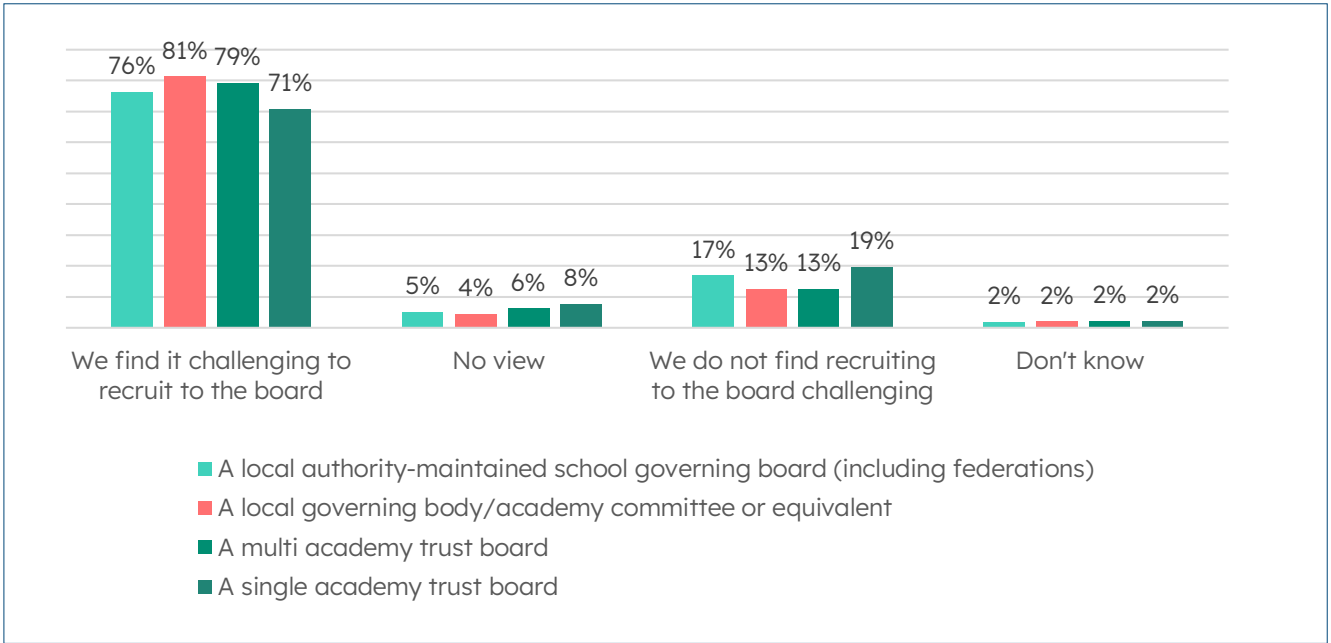 76% 81% 79% 71%
5% 4% 6% 8%
17% 13% 13% 19%
2% 2% 2% 2%
We find it challenging to
recruit to the board
No view
We do not find recruiting
to the board challenging
Don't know
A local authority-maintained school governing board (including federations)
A local governing body/academy committee or equivalent
A multi academy trust board
A single academy trust board